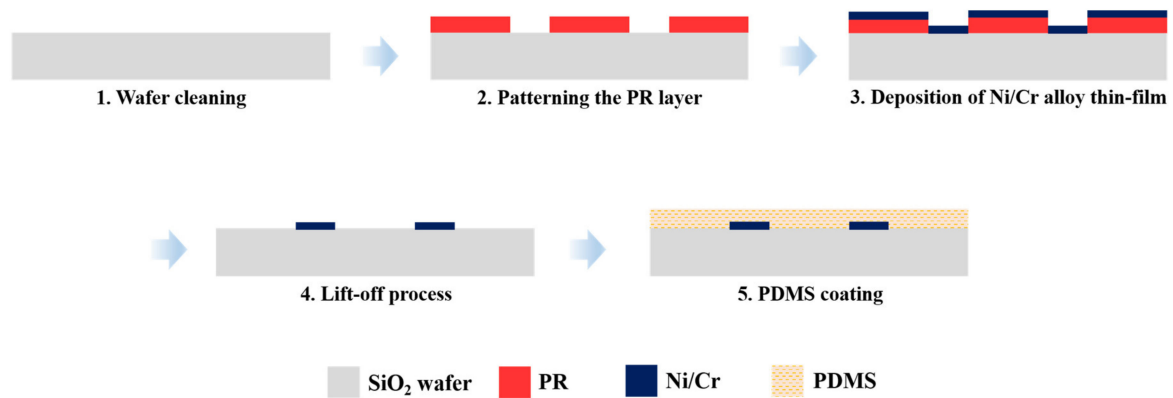 1. Wafer cleaning
2. Patterning the PR layer
3. Deposition of Ni/Cr alloy thin-film
4. Lift-off process
5. PDMS coating
SiO₂ wafer
PR
Ni/Cr
PDMS